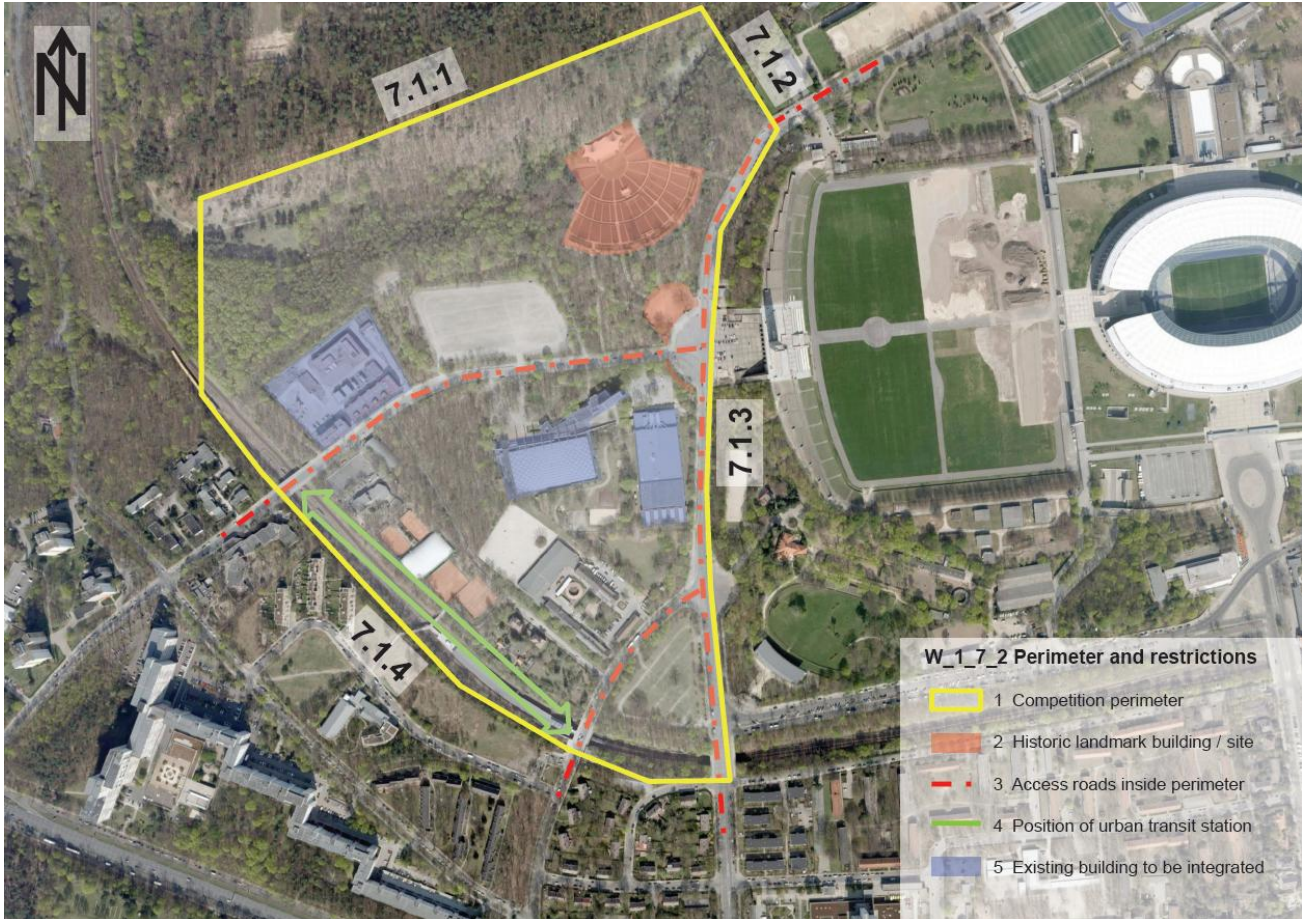 N
7.1.1
7.1.2
7.1.3
7.1.4
W_1_7_2 Perimeter and restrictions
1 Competition perimeter
2 Historic landmark building / site
3 Access roads inside perimeter
4 Position of urban transit station
5 Existing building to be integrated